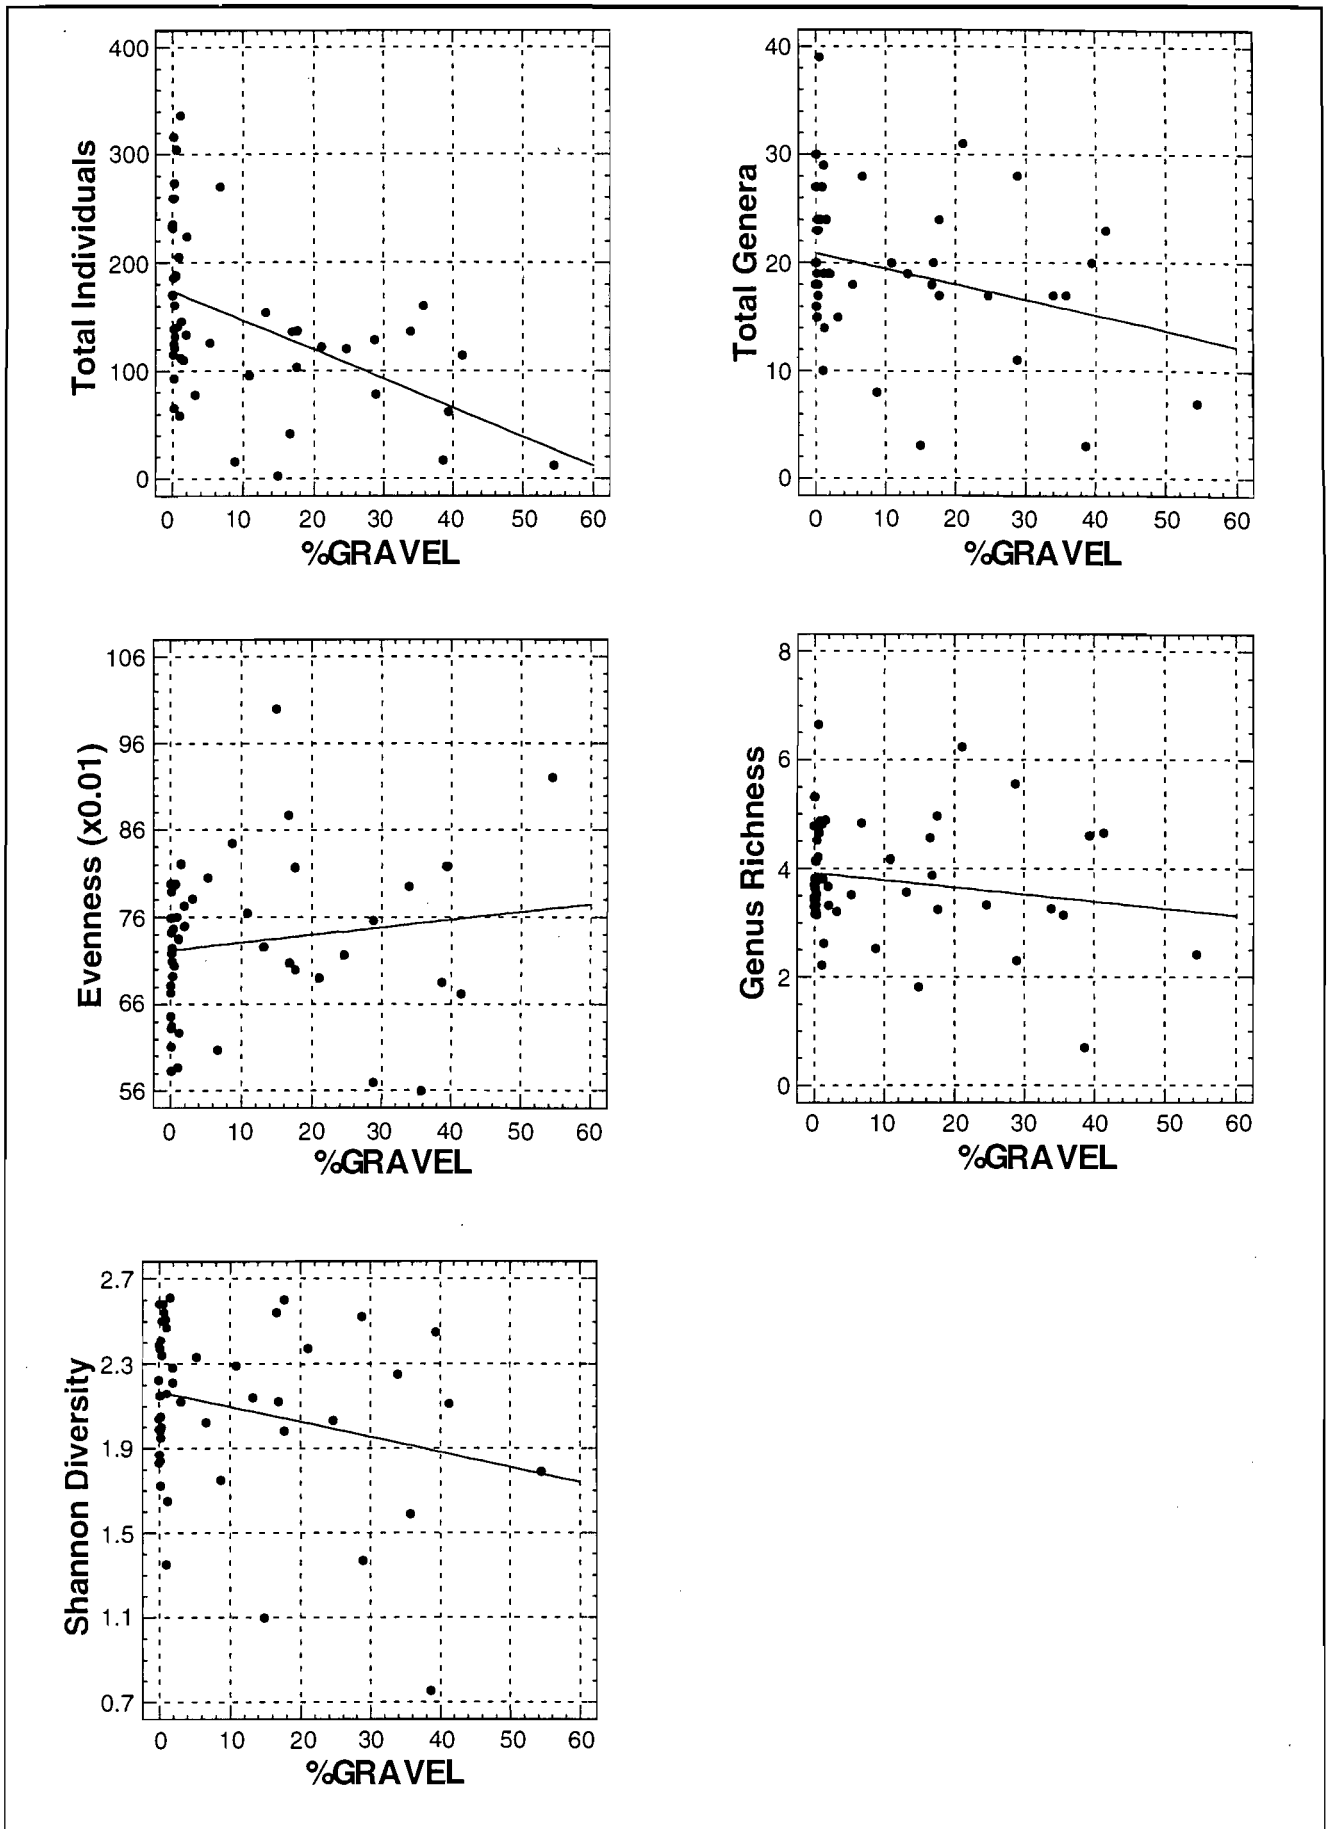 400
300
200
100
0
Total Individuals
0 10 20 30 40 50 60
%GRAVEL
40
30
20
10
0
Total Genera
0 10 20 30 40 50 60
%GRAVEL
106
96
86
76
66
56
Evenness (x0.01)
0 10 20 30 40 50 60
%GRAVEL
8
6
4
2
0
Genus Richness
0 10 20 30 40 50 60
%GRAVEL
2.7
2.3
1.9
1.5
1.1
0.7
Shannon Diversity
0 10 20 30 40 50 60
%GRAVEL